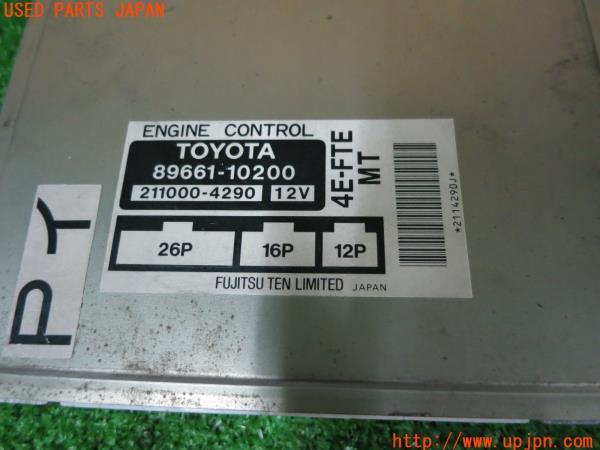 USED PARTS JAPAN
ENGINE CONTROL
TOYOTA
89661-10200
211000-4290 12V
4E-FTE
MT
*2114290J*
26P 16P 12P
FUJITSU TEN LIMITED JAPAN
PY
http://www.upjpn.com/